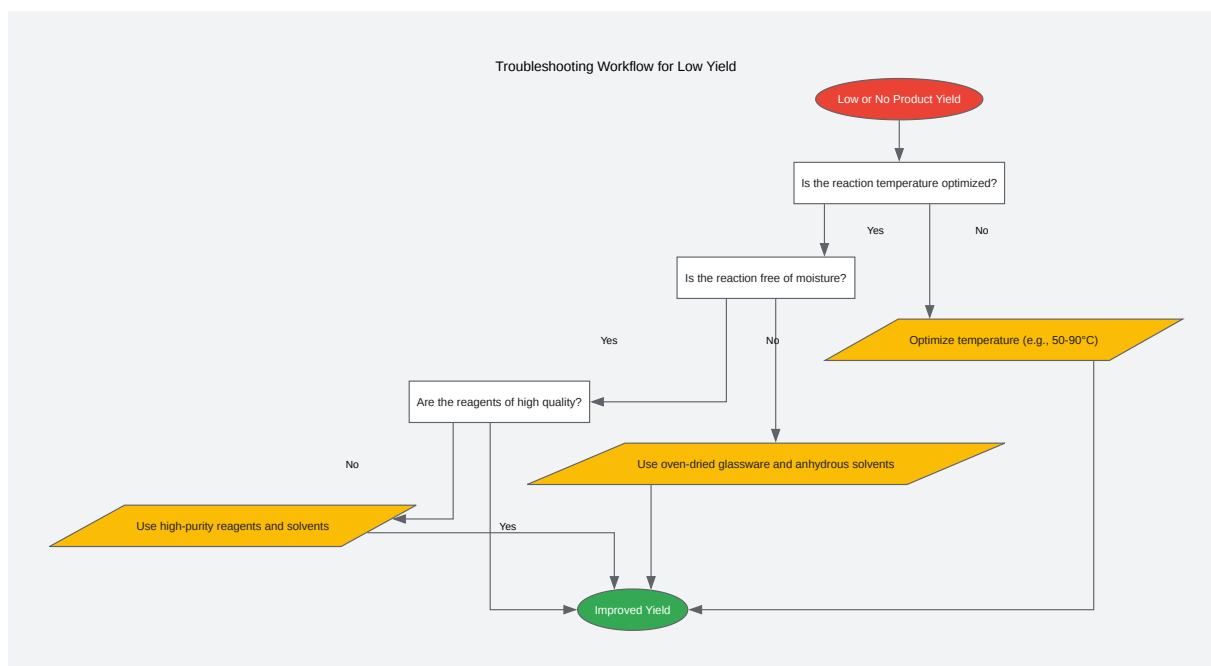 Troubleshooting Workflow for Low Yield
Low or No Product Yield
Is the reaction temperature optimized?
Yes
No
Is the reaction free of moisture?
Yes
No
Optimize temperature (e.g., 50-90°C)
Are the reagents of high quality?
No
Use oven-dried glassware and anhydrous solvents
Use high-purity reagents and solvents
Yes
Improved Yield